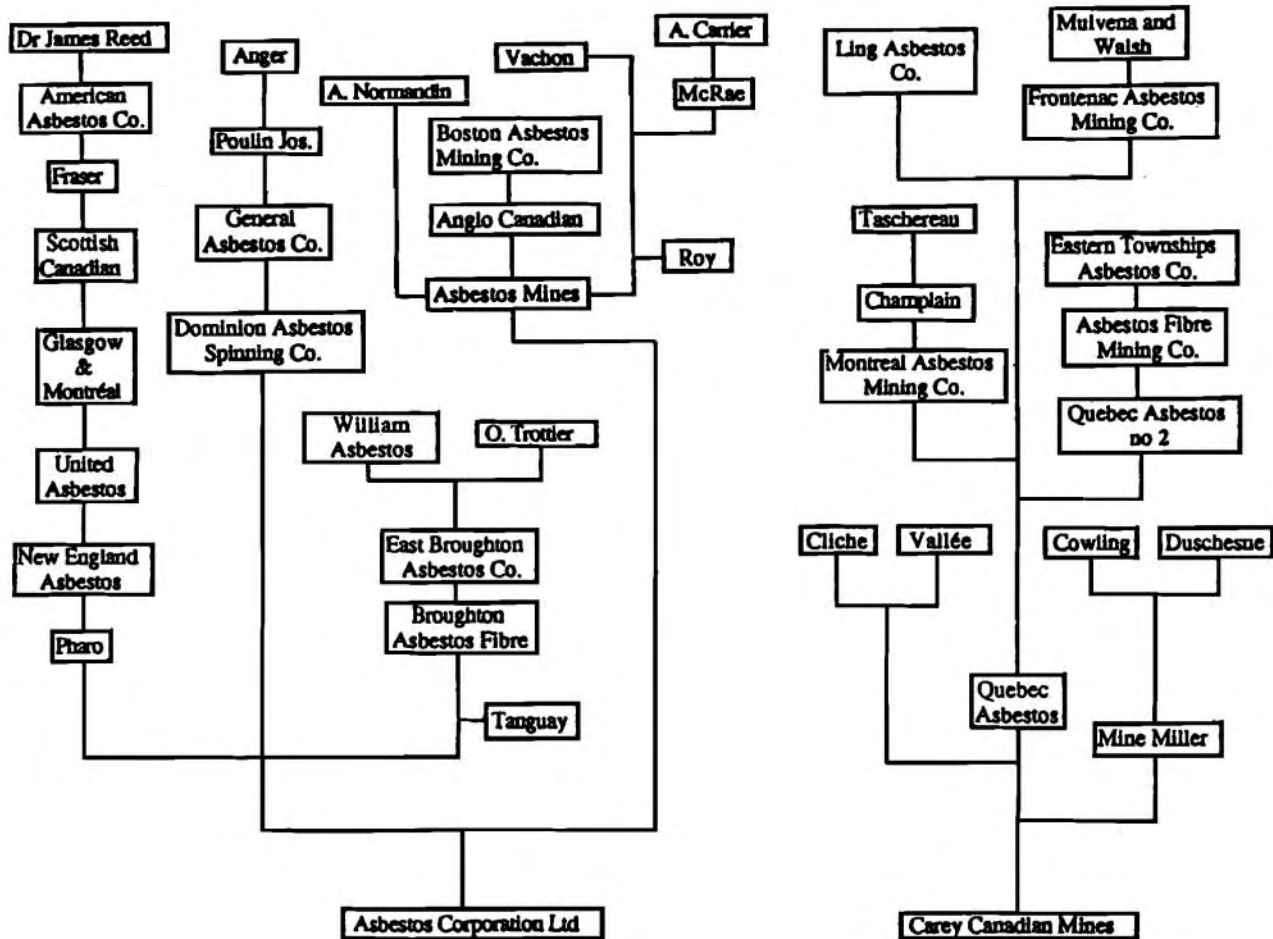 Dr James Reed
American
Asbestos Co.
Fraser
Scottish
Canadian
Glasgow
&
Montréal
United
Asbestos
New England
Asbestos
Pharo
Anger
Poulin Jos.
General
Asbestos Co.
Dominion Asbestos
Spinning Co.
A. Normandin
Vachon
A. Carrier
McRae
Boston Asbestos
Mining Co.
Anglo Canadian
Roy
Asbestos Mines
William
Asbestos
O. Trottier
East Broughton
Asbestos Co.
Broughton
Asbestos Fibre
Tanguay
Asbestos Corporation Ltd
Ling Asbestos
Co.
Mulvena and
Walsh
Frontenac Asbestos
Mining Co.
Taschereau
Champlain
Montreal Asbestos
Mining Co.
Eastern Townships
Asbestos Co.
Asbestos Fibre
Mining Co.
Quebec Asbestos
no 2
Cliche
Vallée
Cowling
Duschesne
Quebec
Asbestos
Mine Miller
Carey Canadian Mines